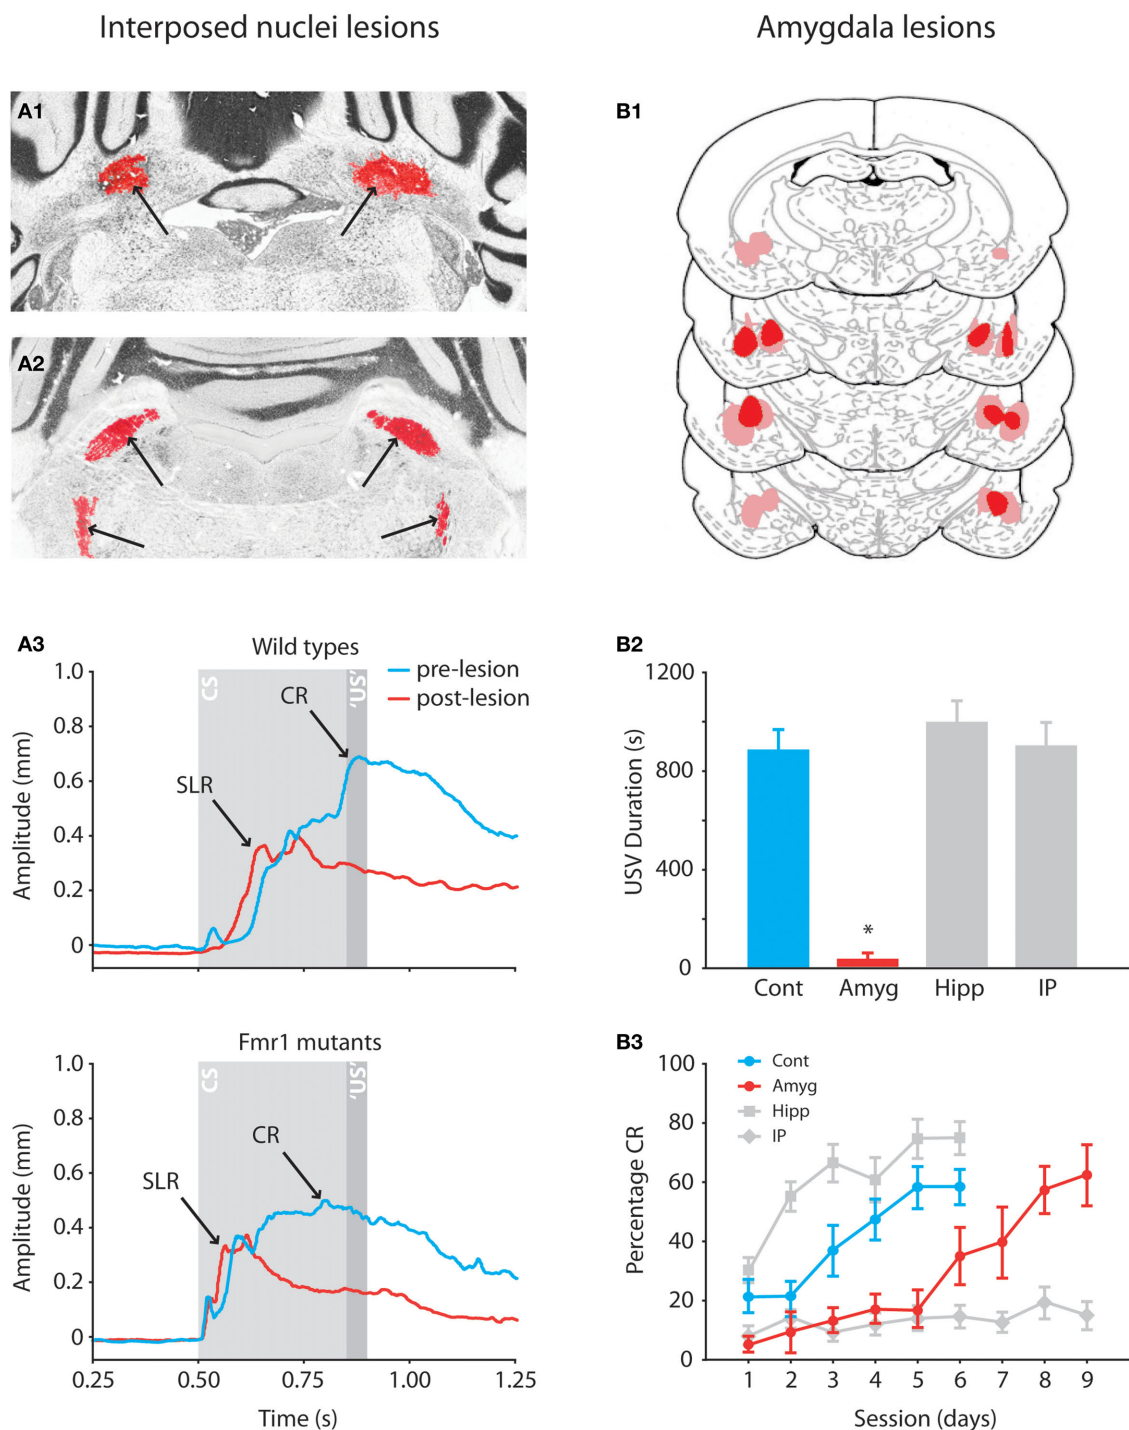 Interposed nuclei lesions
Amygdala lesions
A1
A2
B1
A3
Wild types
pre-lesion
post-lesion
CS
'US'
CR
SLR
Amplitude (mm)
1.0
0.8
0.6
0.4
0.2
0
Fmr1 mutants
CS
'US'
CR
SLR
Amplitude (mm)
1.0
0.8
0.6
0.4
0.2
0
0.25 0.50 0.75 1.00 1.25
Time (s)
B2
USV Duration (s)
1200
800
400
0
*
Cont Amyg Hipp IP
B3
Cont
Amyg
Hipp
IP
Percentage CR
100
80
60
40
20
0
1 2 3 4 5 6 7 8 9
Session (days)